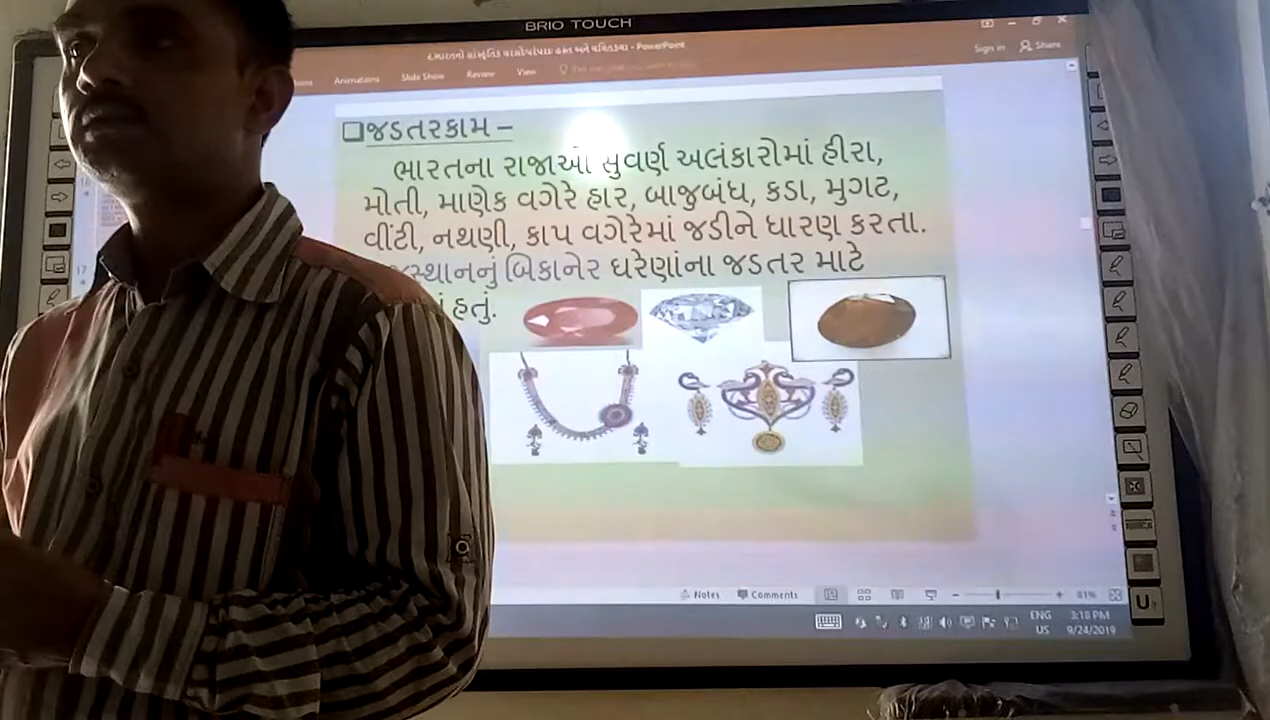 BRIO TOUCH
Sign in Share
Animations Slide Show Review View
જડતરકામ –
ભારતના રાજાઓ સુવર્ણ અલંકારોમાં હીરા,
મોતી, માણેક વગેરે હાર, બાજુબંધ, કડા, મુગટ,
વીંટી, નથણી, કાપ વગેરેમાં જડીને ધારણ કરતા.
બિકાનેર ઘરેણાંના જડતર માટે
હતું.
Notes Comments 81%
ENG 3:18 PM
US 9/24/2019